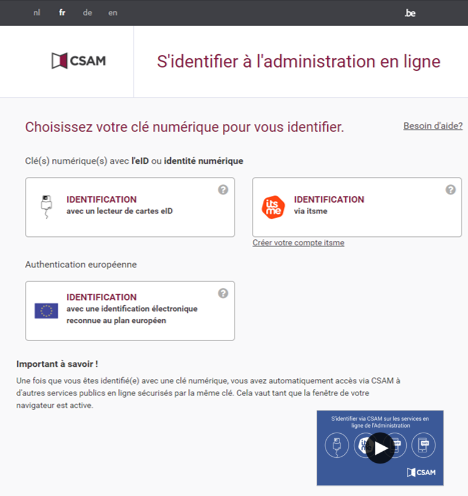 nl fr de en .be
CSAM S'identifier à l'administration en ligne
Choisissez votre clé numérique pour vous identifier. Besoin d'aide?
Clé(s) numérique(s) avec l'eID ou identité numérique
IDENTIFICATION ?
avec un lecteur de cartes eID
itsme IDENTIFICATION ?
via itsme
Créer votre compte itsme
Authentication européenne
IDENTIFICATION ?
avec une identification électronique
reconnue au plan européen
Important à savoir !
Une fois que vous êtes identifié(e) avec une clé numérique, vous avez automatiquement accès via CSAM à
d'autres services publics en ligne sécurisés par la même clé. Cela vaut tant que la fenêtre de votre
navigateur est active.
S'identifier via CSAM sur les services en
ligne de l'Administration
CSAM